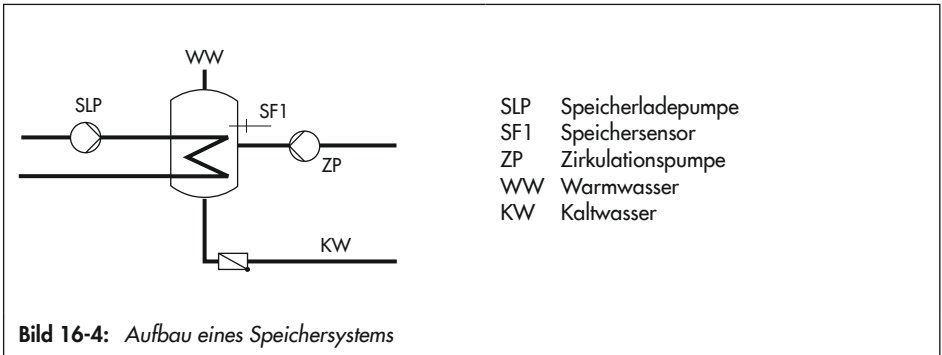 WW
SLP
SF1
ZP
KW
SLP Speicherladepumpe
SF1 Speichersensor
ZP Zirkulationspumpe
WW Warmwasser
KW Kaltwasser
Bild 16-4: Aufbau eines Speichersystems